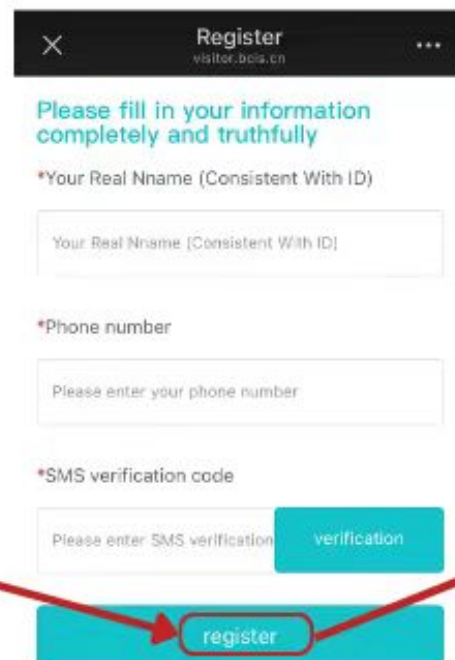 Register
visitor.bcis.cn
Please fill in your information
completely and truthfully
*Your Real Nname (Consistent With ID)
Your Real Nname (Consistent With ID)
*Phone number
Please enter your phone number
*SMS verification code
Please enter SMS verification
verification
register